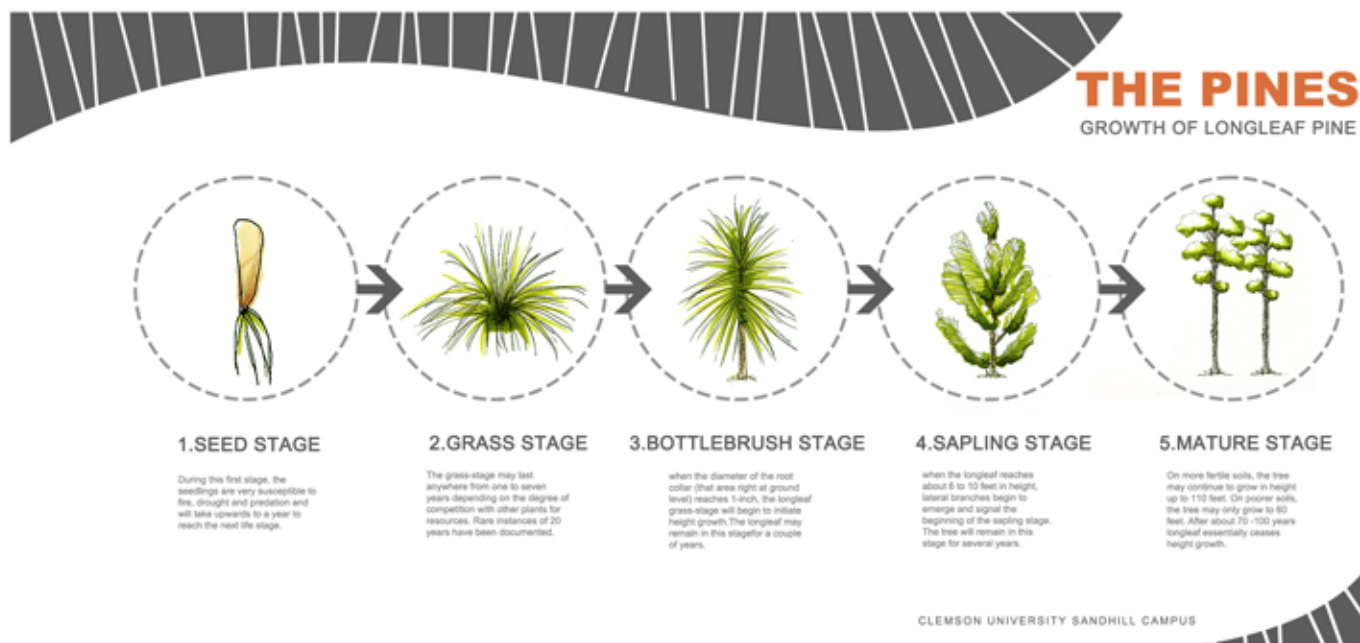 THE PINES
GROWTH OF LONGLEAF PINE
1.SEED STAGE
During this first stage, the
seedlings are very susceptible to
fire, drought and predation and
will take upwards to a year to
reach the next life stage.
2.GRASS STAGE
The grass-stage may last
anywhere from one to seven
years depending on the degree of
competition with other plants for
resources. Rare instances of 20
years have been documented.
3.BOTTLEBRUSH STAGE
when the diameter of the root
collar (that area right at ground
level) reaches 1-inch, the longleaf
grass-stage will begin to initiate
height growth.The longleaf may
remain in this stagefor a couple
of years.
4.SAPLING STAGE
when the longleaf reaches
about 6 to 10 feet in height,
lateral branches begin to
emerge and signal the
beginning of the sapling stage.
The tree will remain in this
stage for several years.
5.MATURE STAGE
On more fertile soils, the tree
may continue to grow in height
up to 110 feet. On poorer soils,
the tree may only grow to 60
feet. After about 70 -100 years
longleaf essentially ceases
height growth.
CLEMSON UNIVERSITY SANDHILL CAMPUS